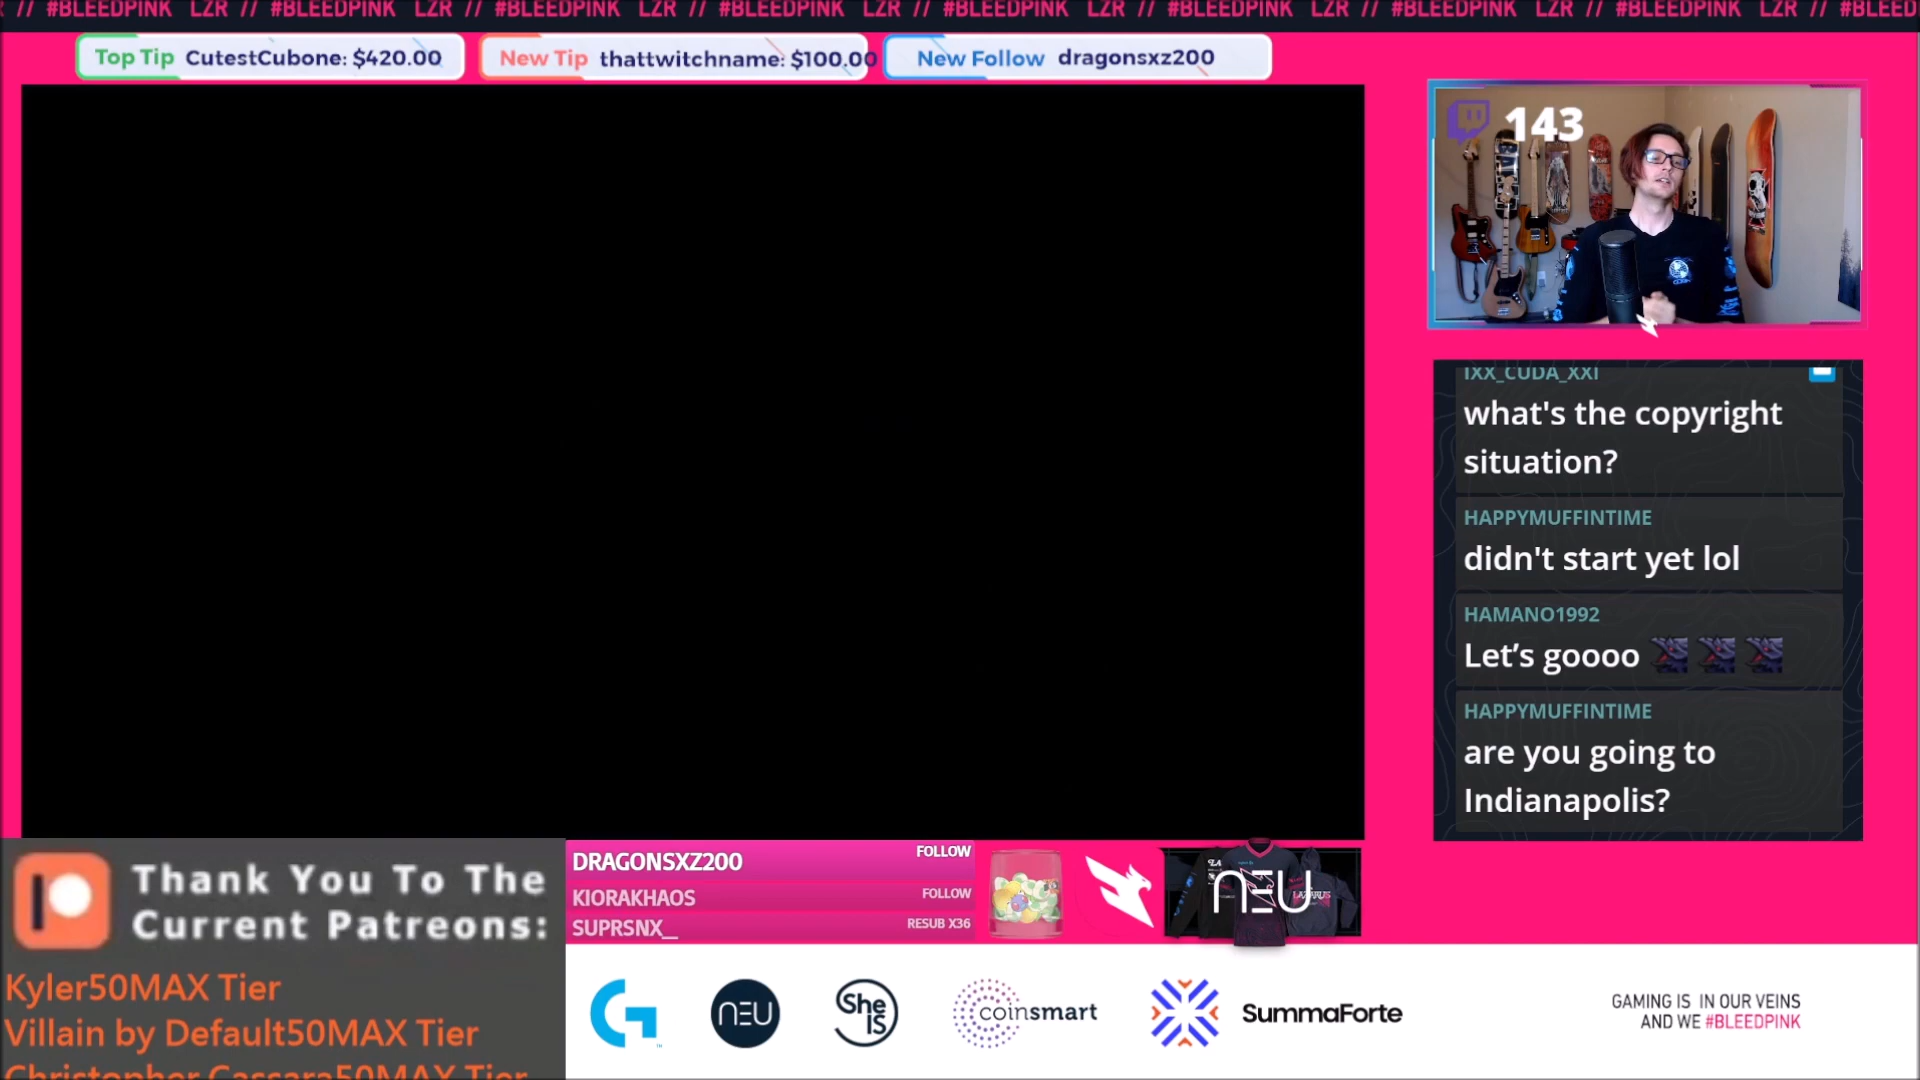 // #BLEEDPINK LZR // #BLEEDPINK LZR // #BLEEDPINK LZR // #BLEEDPINK LZR // #BLEEDPINK LZR // #BLEEDPINK LZR // #BLEEDPINK LZR // #BLEEDPINK LZR // #BLEED
Top Tip CutestCubone: $420.00
New Tip thattwitchname: $100.00
New Follow dragonsxz200
143
IXX_CUDA_XXI
what's the copyright
situation?
HAPPYMUFFINTIME
didn't start yet lol
HAMANO1992
Let’s goooo
HAPPYMUFFINTIME
are you going to
Indianapolis?
Thank You To The
Current Patreons:
Kyler50MAX Tier
Villain by Default50MAX Tier
Christopher Cassara50MAX Tier
DRAGONSXZ200 FOLLOW
KIORAKHAOS FOLLOW
SUPRSNX__ RESUB X36
NEU
G
NEU
She
IS
coinsmart
SummaForte
GAMING IS IN OUR VEINS
AND WE #BLEEDPINK